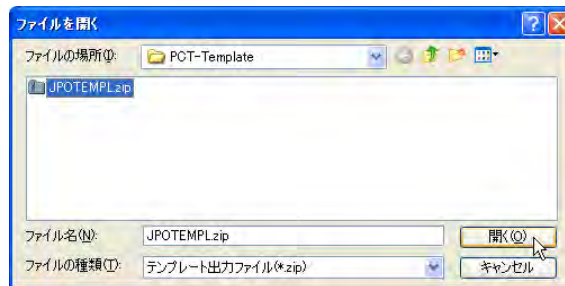 ファイルを開く
ファイルの場所(I):
PCT-Template
JPOTEMPL.zip
ファイル名(N): JPOTEMPL.zip 開く(O)
ファイルの種類(T): テンプレート出力ファイル(*.zip) キャンセル